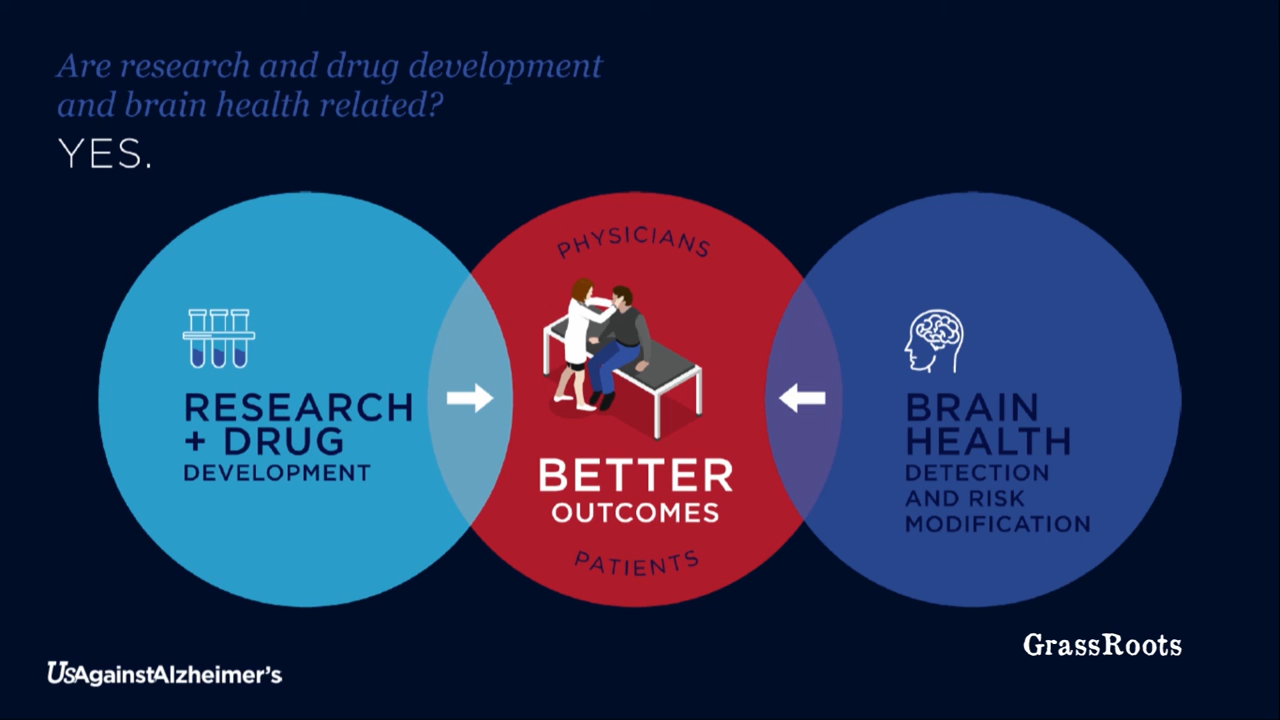 Are research and drug development
and brain health related?
YES.
RESEARCH
+ DRUG
DEVELOPMENT
PHYSICIANS
BETTER
OUTCOMES
PATIENTS
BRAIN
HEALTH
DETECTION
AND RISK
MODIFICATION
GrassRoots
UsAgainstAlzheimer's